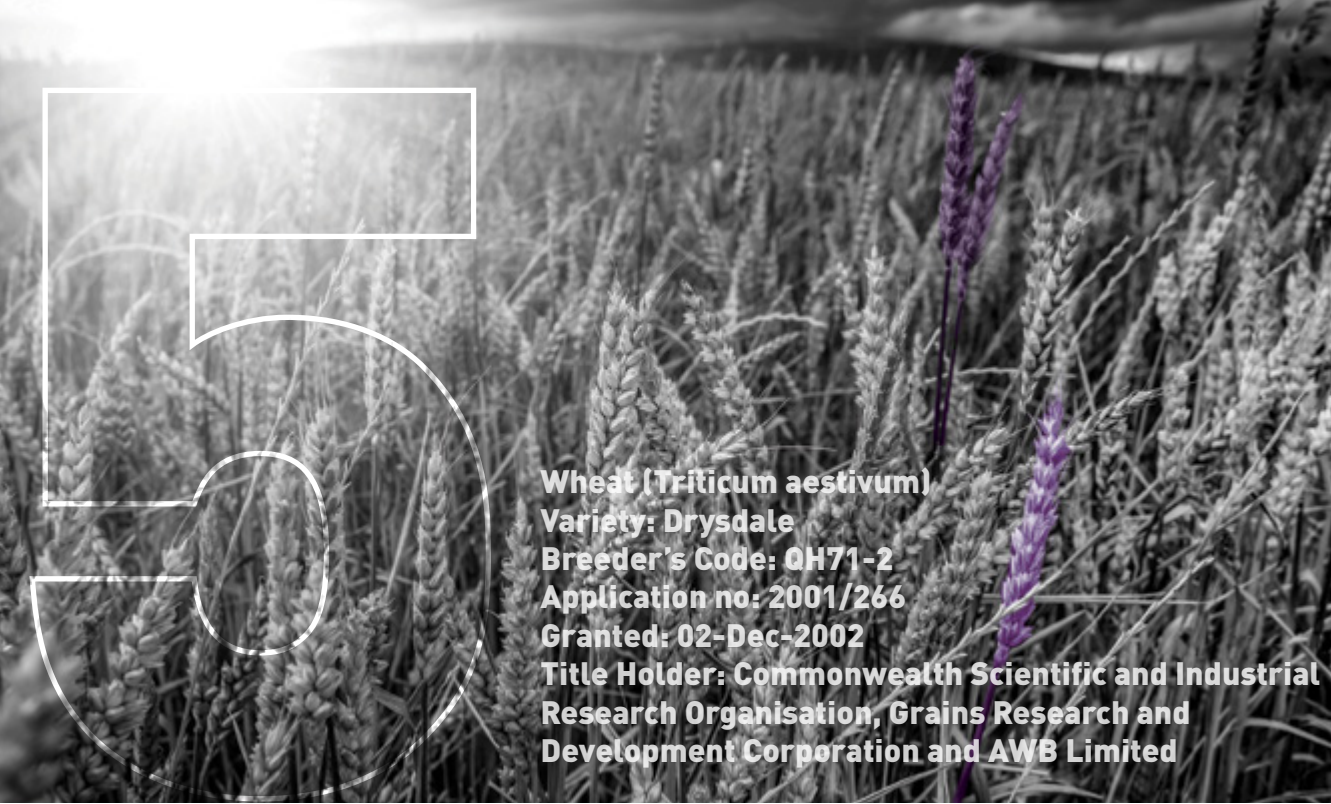 5
Wheat (Triticum aestivum)
Variety: Drysdale
Breeder’s Code: QH71-2
Application no: 2001/266
Granted: 02-Dec-2002
Title Holder: Commonwealth Scientific and Industrial
Research Organisation, Grains Research and
Development Corporation and AWB Limited